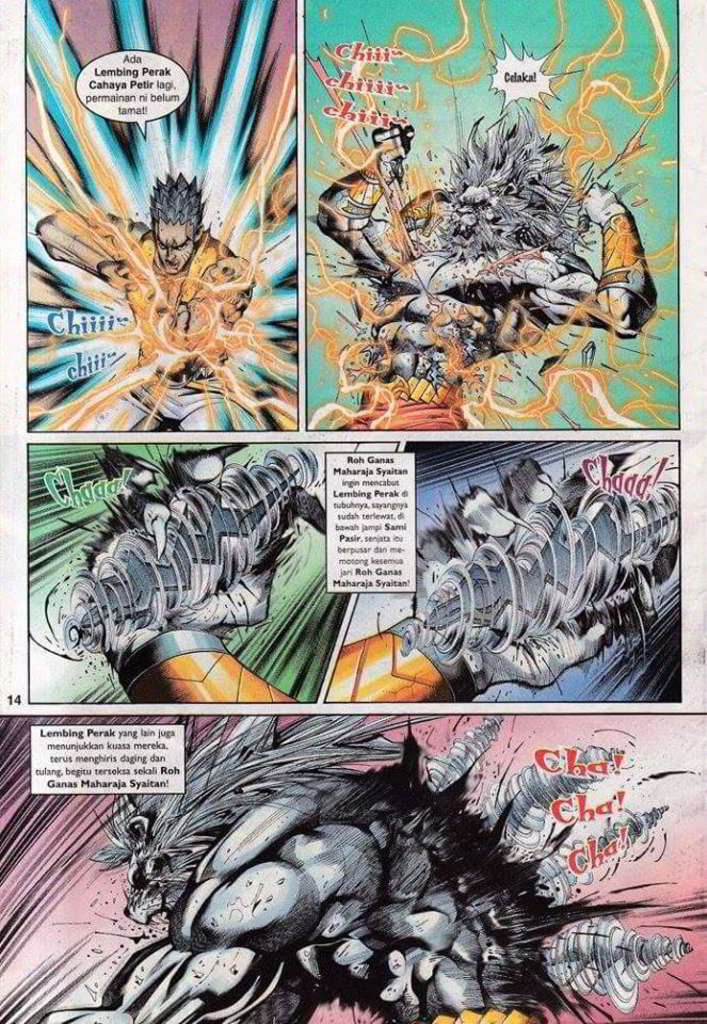 Ada
Lembing Perak
Cahaya Petir lagi,
permainan ni belum
tamat!
Chiiiii~
chiii~
Chiii~
chiiii~
chiiii~
Celaka!
Chaaa!
Roh Ganas
Maharaja Syaitan
ingin mencabut
Lembing Perak di
tubuhnya, sayangnya
sudah terlewat, di
bawah jampi Sami
Pasir, senjata itu
berpusar dan me-
motong kesemua
jari Roh Ganas
Maharaja Syaitan!
Chaaa!
14
Lembing Perak yang lain juga
menunjukkan kuasa mereka,
terus menghiris daging dan
tulang, begitu terseksa sekali Roh
Ganas Maharaja Syaitan!
Cha!
Cha!
Cha!